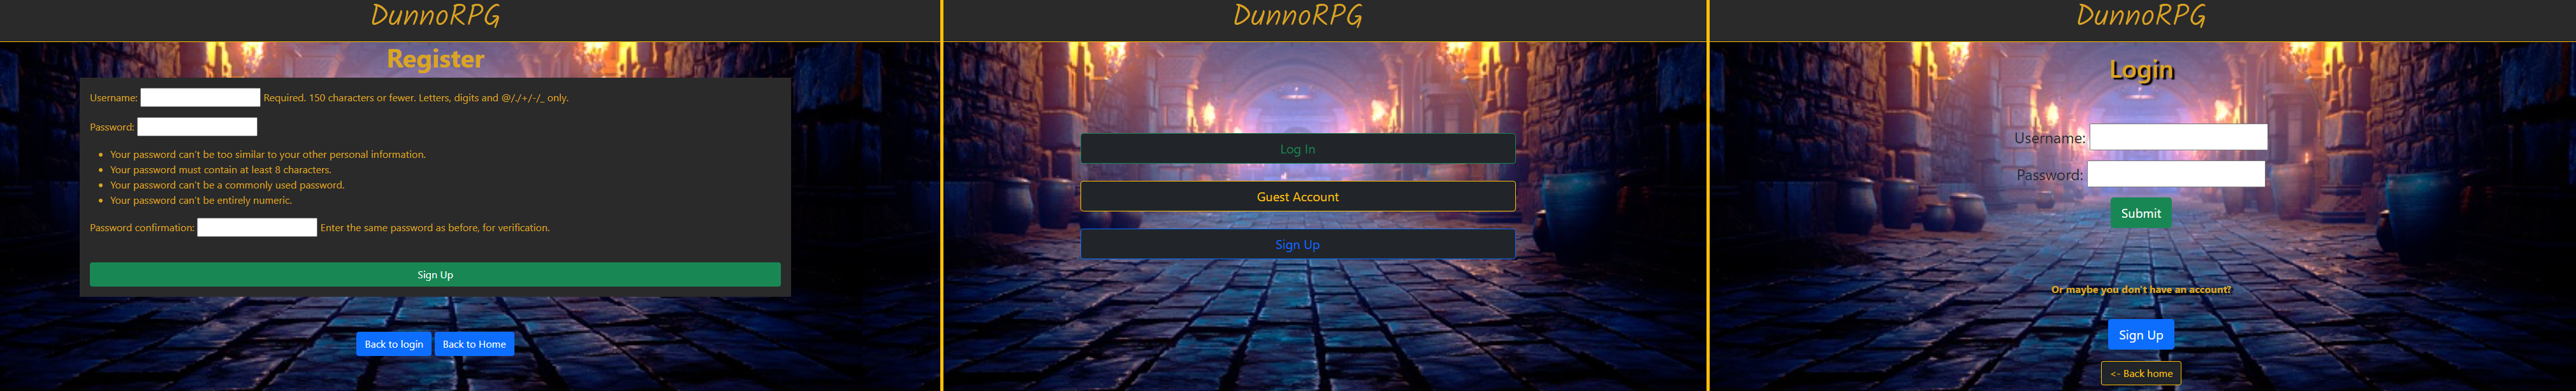 DunnoRPG
Register
Username: Required. 150 characters or fewer. Letters, digits and @/./+/-/_ only.
Password:
Your password can't be too similar to your other personal information.
Your password must contain at least 8 characters.
Your password can't be a commonly used password.
Your password can't be entirely numeric.
Password confirmation: Enter the same password as before, for verification.
Sign Up
Back to login Back to Home
DunnoRPG
Log In
Guest Account
Sign Up
DunnoRPG
Login
Username:
Password:
Submit
Or maybe you don't have an account?
Sign Up
<- Back home